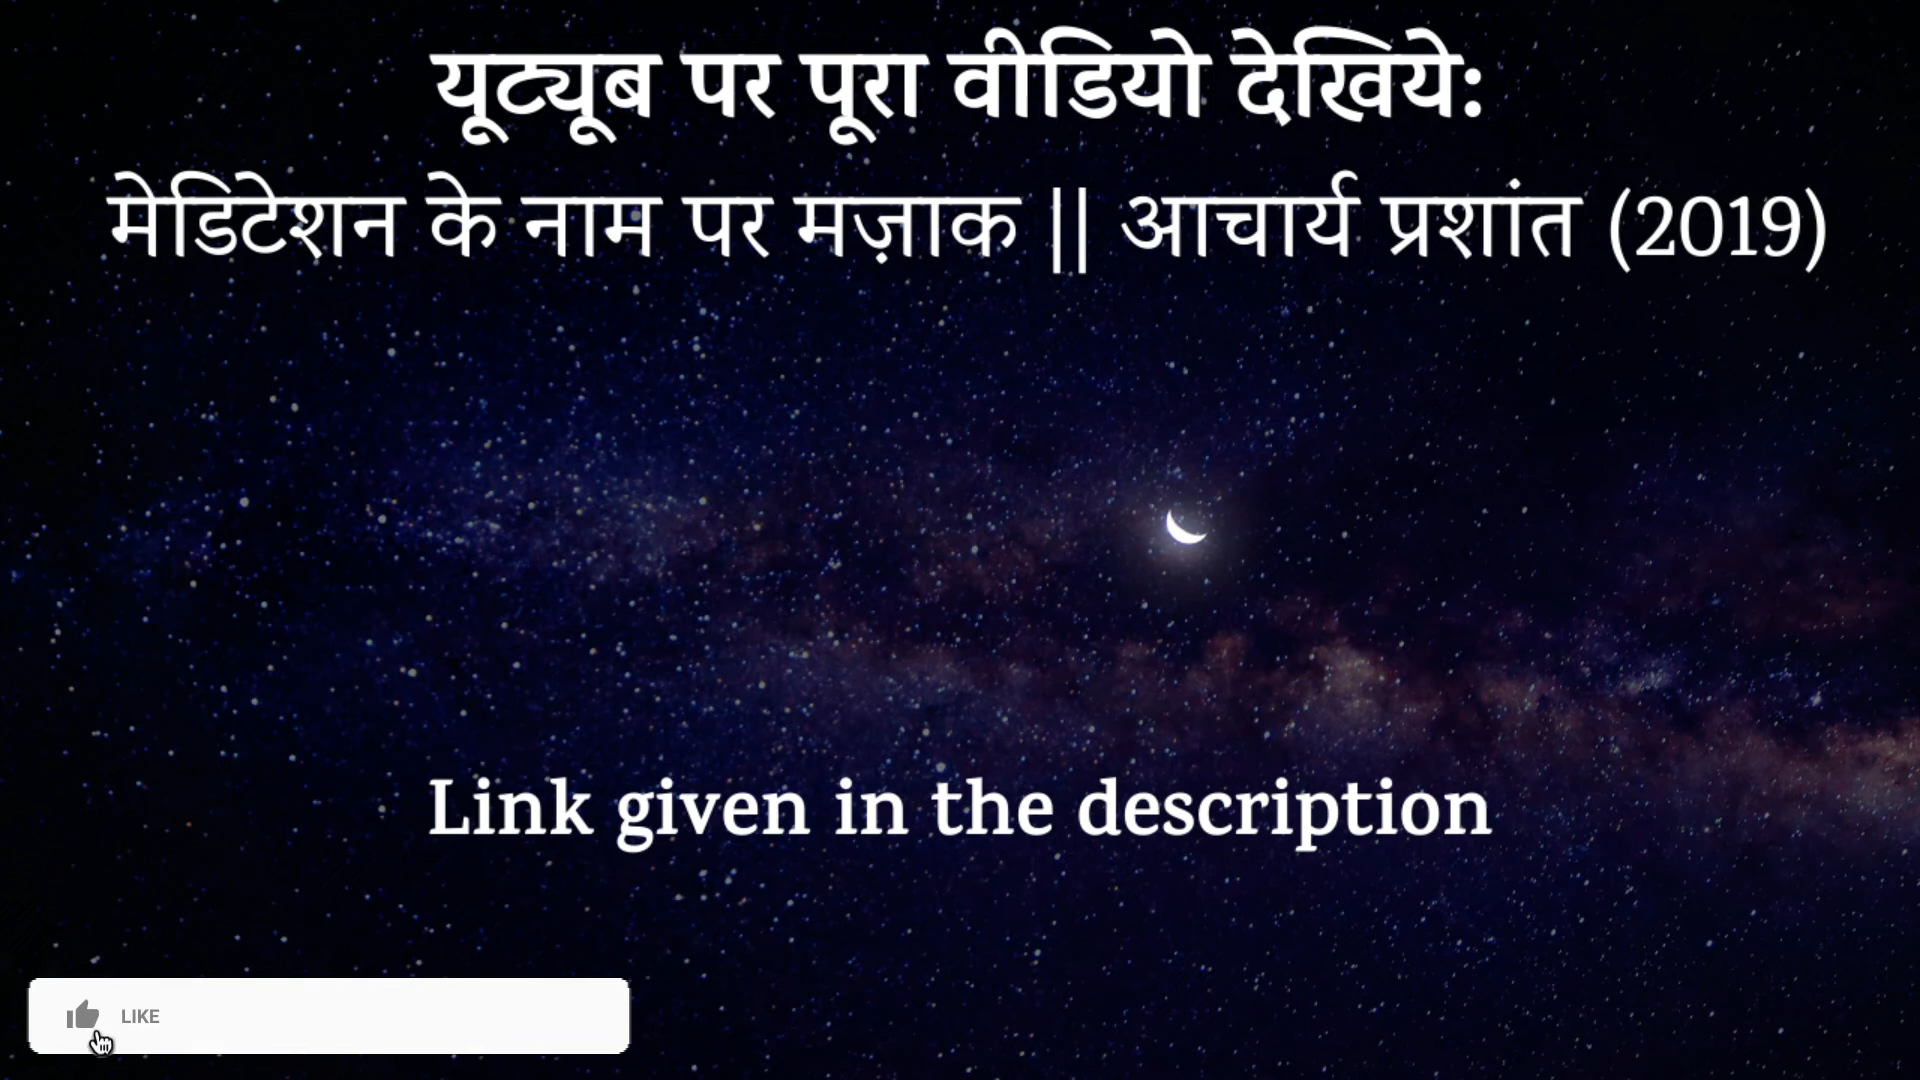 यूट्यूब पर पूरा वीडियो देखिये:
मेडिटेशन के नाम पर मज़ाक || आचार्य प्रशांत (2019)
Link given in the description
LIKE